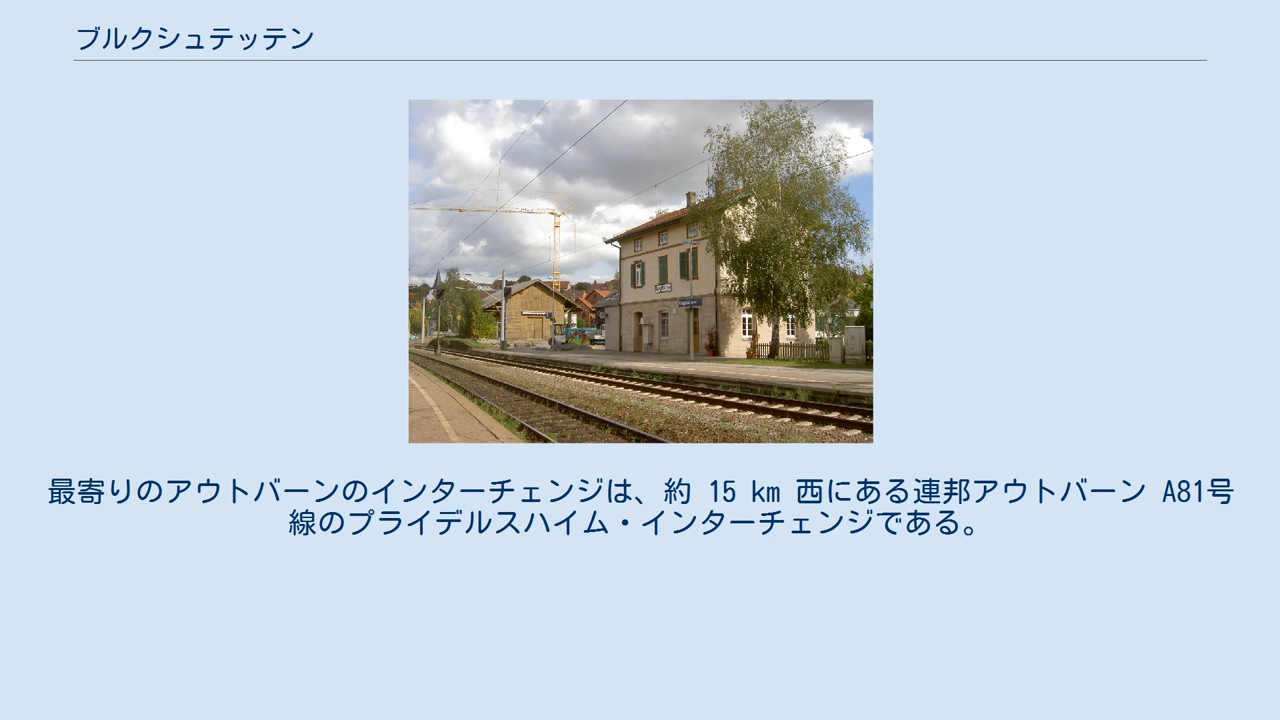 ブルクシュテッテン
最寄りのアウトバーンのインターチェンジは、約 15 km 西にある連邦アウトバーン A81号
線のプライデルスハイム・インターチェンジである。